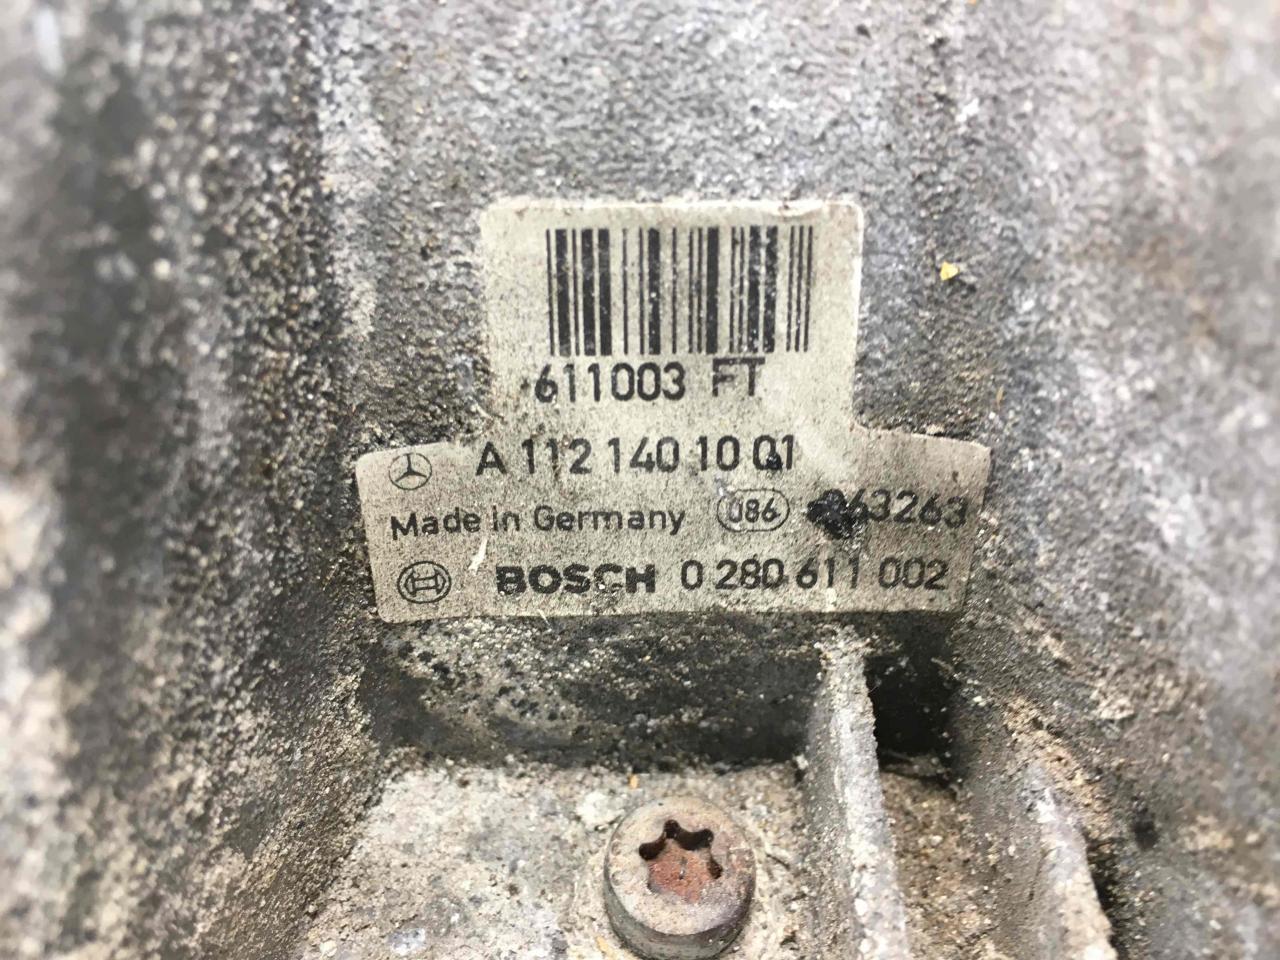 611003 FT
A 112 140 10 01
Made in Germany 086 63263
BOSCH 0 280 611 002